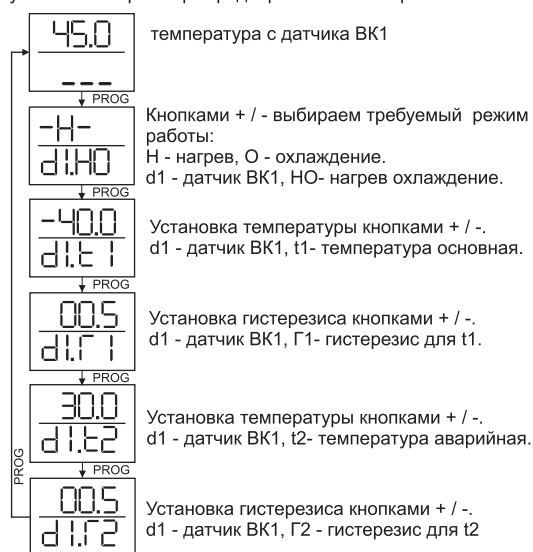 45.0
температура с датчика ВК1
---
PROG
-H-
d1.HO
Кнопками + / - выбираем требуемый режим
работы:
Н - нагрев, О - охлаждение.
d1 - датчик ВК1, НО- нагрев охлаждение.
PROG
-40.0
d1.t1
Установка температуры кнопками + / -.
d1 - датчик ВК1, t1- температура основная.
PROG
00.5
d1.Г1
Установка гистерезиса кнопками + / -.
d1 - датчик ВК1, Г1- гистерезис для t1.
PROG
30.0
d1.t2
Установка температуры кнопками + / -.
d1 - датчик ВК1, t2- температура аварийная.
PROG
PROG
00.5
d1.Г2
Установка гистерезиса кнопками + / -.
d1 - датчик ВК1, Г2 - гистерезис для t2